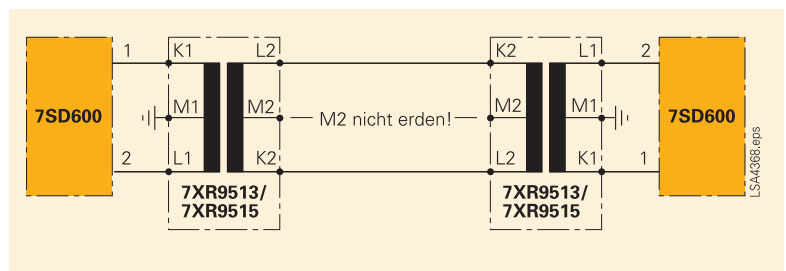 1 K1 L2 K2 L1 2
7SD600 M1 M2 M2 nicht erden! M2 M1 7SD600
2 L1 K2 L2 K1 1
7XR9513/ 7XR9513/
7XR9515 7XR9515
LSA4368.eps